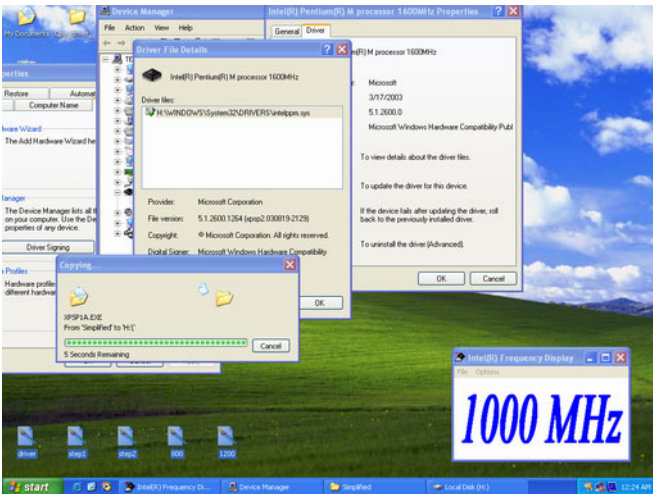 My Documents
Device Manager
File Action View Help
Intel(R) Pentium(R) M processor 1600MHz Properties
General Driver
Driver File Details
Intel(R) Pentium(R) M processor 1600MHz
Driver files:
H:\WINDOWS\System32\DRIVERS\intelppm.sys
Provider: Microsoft Corporation
File version: 5.1.2600.1264 (xpsp2.030819-2129)
Copyright: © Microsoft Corporation. All rights reserved.
Digital Signer: Microsoft Windows Hardware Compatibility
OK
m(R) M processor 1600MHz
Microsoft
3/17/2003
5.1.2600.0
Microsoft Windows Hardware Compatibility Publ
To view details about the driver files.
To update the driver for this device.
If the device fails after updating the driver, roll
back to the previously installed driver.
To uninstall the driver (Advanced).
OK Cancel
perties
Restore Automat
Computer Name
ware Wizard
The Add Hardware Wizard he
Manager
The Device Manager lists all t
on your computer. Use the De
properties of any device.
Driver Signing
Profiles
Hardware profile
different hardwar
Copying...
XPSP1A.EXE
From 'Simplified' to 'H:\'
5 Seconds Remaining
Cancel
Intel(R) Frequency Display
File Options
1000 MHz
driver
step1
step2
800
1200
start
Intel(R) Frequency Di...
Device Manager
Simplified
Local Disk (H:)
12:24 AM